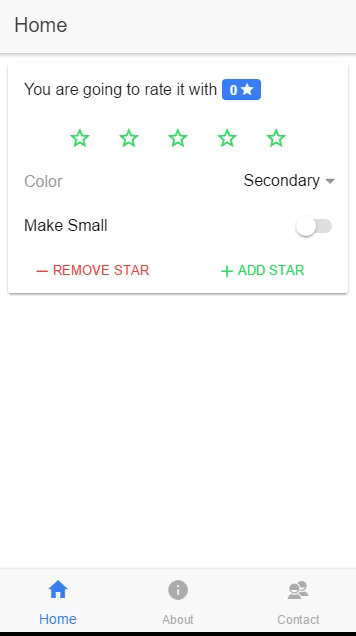 Home
You are going to rate it with 0
Color Secondary
Make Small
REMOVE STAR ADD STAR
Home About Contact